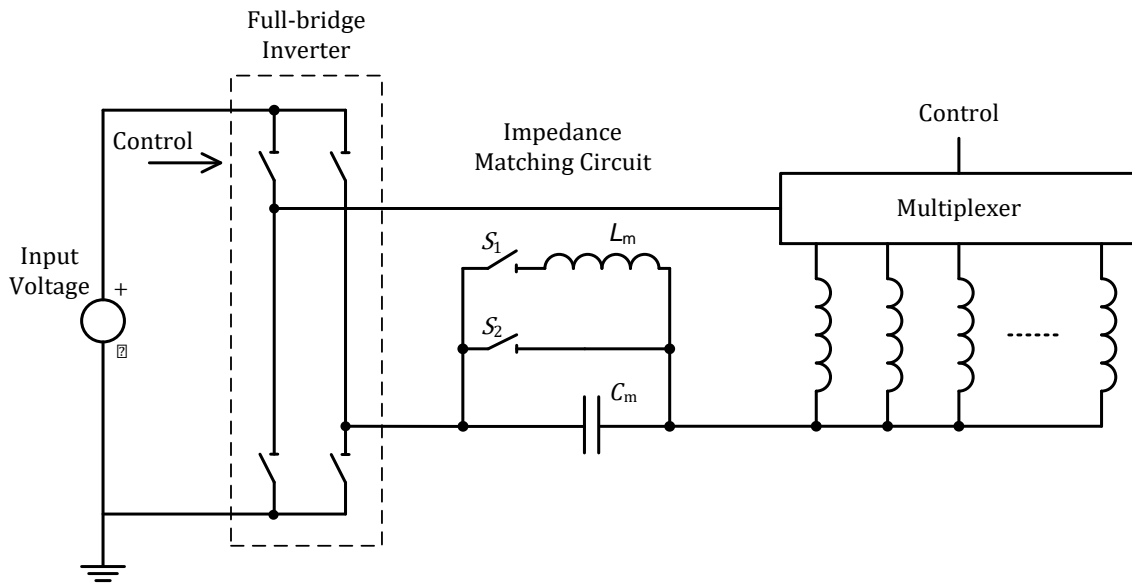 Full-bridge
Inverter
Control
Impedance
Matching Circuit
Control
Multiplexer
Input
Voltage
+
S1
Lm
S2
Cm